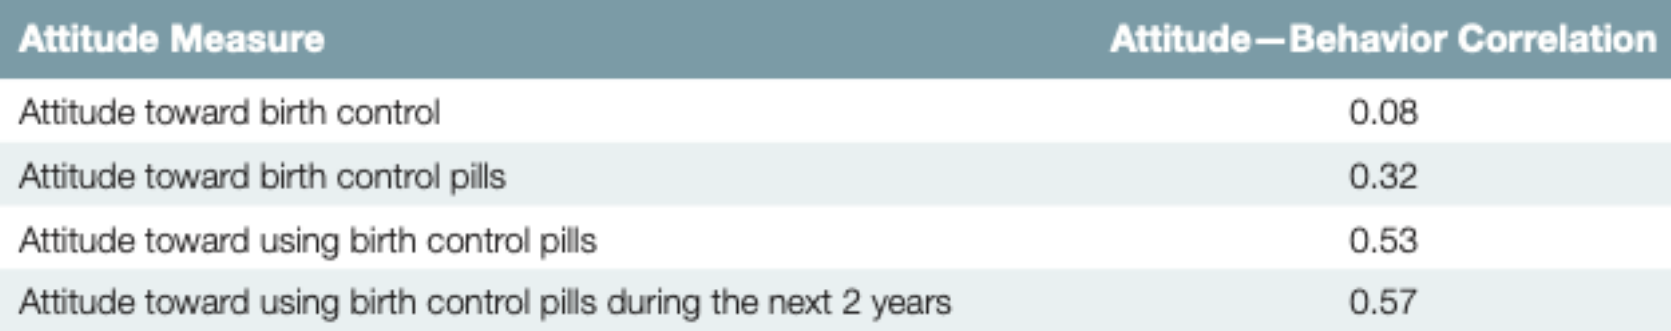 Attitude Measure Attitude—Behavior Correlation
Attitude toward birth control 0.08
Attitude toward birth control pills 0.32
Attitude toward using birth control pills 0.53
Attitude toward using birth control pills during the next 2 years 0.57